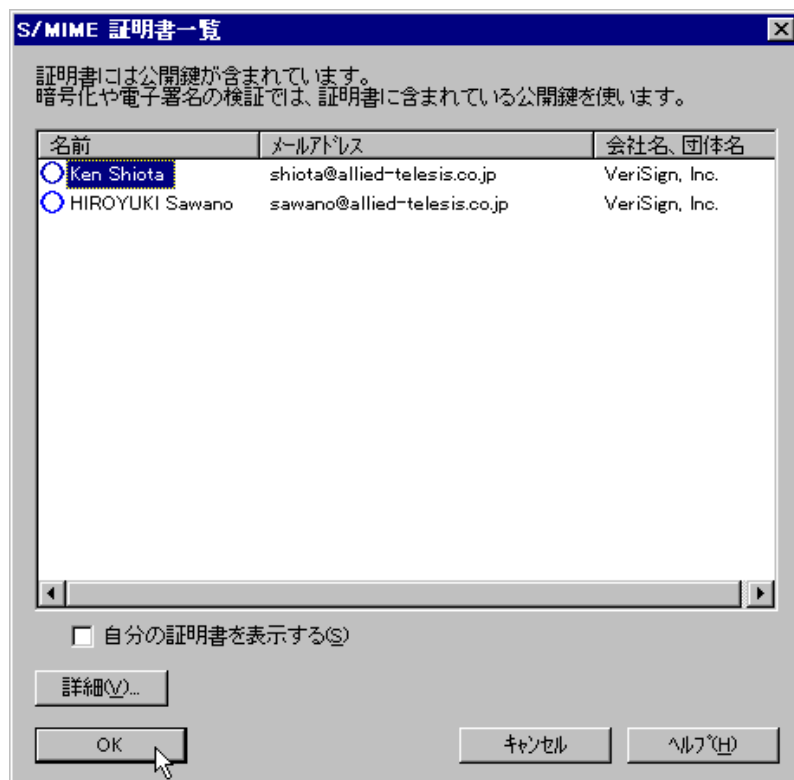 S/MIME 証明書一覧
証明書には公開鍵が含まれています。
暗号化や電子署名の検証では、証明書に含まれている公開鍵を使います。
名前 ﾒｰﾙｱﾄﾞﾚｽ 会社名、団体名
Ken Shiota shiota@allied-telesis.co.jp VeriSign, Inc.
HIROYUKI Sawano sawano@allied-telesis.co.jp VeriSign, Inc.
自分の証明書を表示する(S)
詳細(V)...
OK ｷｬﾝｾﾙ ﾍﾙﾌﾟ(H)